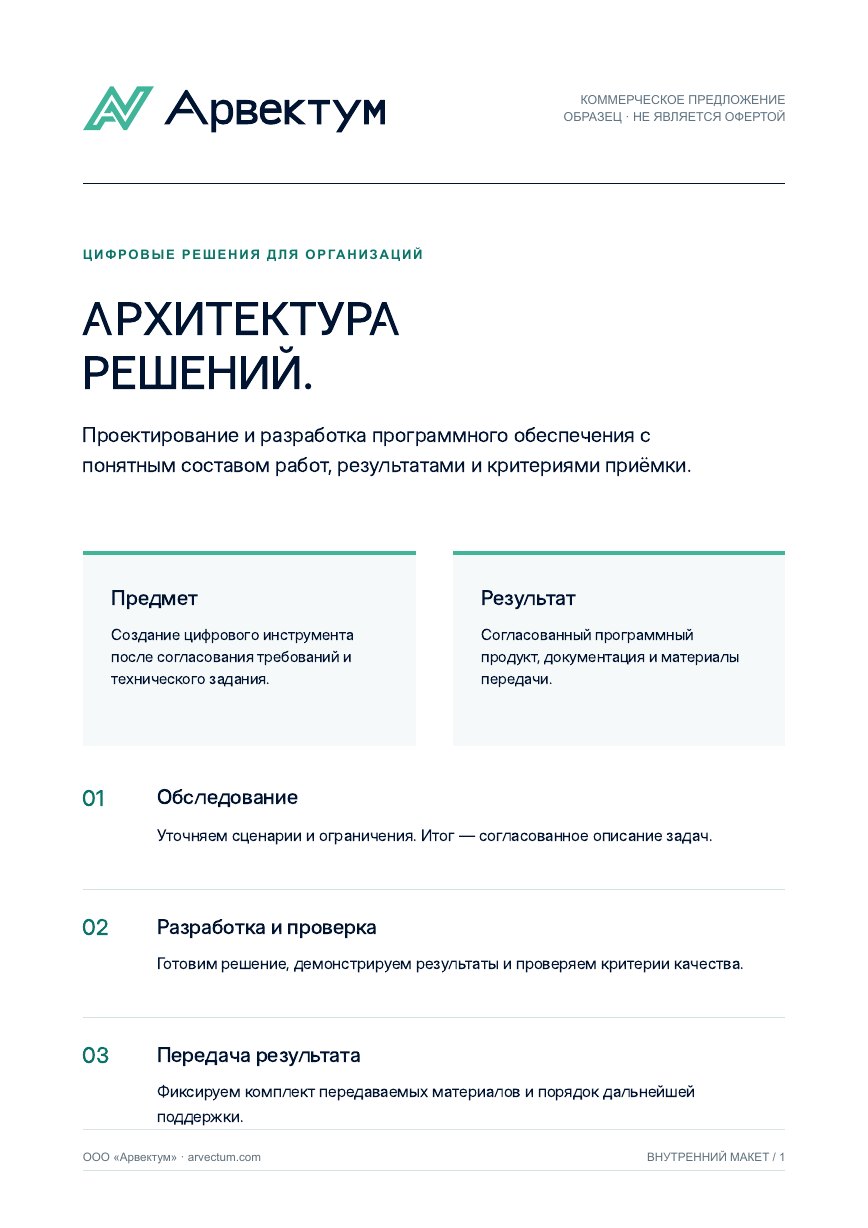 Арвектум
КОММЕРЧЕСКОЕ ПРЕДЛОЖЕНИЕ
ОБРАЗЕЦ · НЕ ЯВЛЯЕТСЯ ОФЕРТОЙ
ЦИФРОВЫЕ РЕШЕНИЯ ДЛЯ ОРГАНИЗАЦИЙ
АРХИТЕКТУРА
РЕШЕНИЙ.
Проектирование и разработка программного обеспечения с
понятным составом работ, результатами и критериями приёмки.
Предмет
Создание цифрового инструмента
после согласования требований и
технического задания.
Результат
Согласованный программный
продукт, документация и материалы
передачи.
01 Обследование
Уточняем сценарии и ограничения. Итог — согласованное описание задач.
02 Разработка и проверка
Готовим решение, демонстрируем результаты и проверяем критерии качества.
03 Передача результата
Фиксируем комплект передаваемых материалов и порядок дальнейшей
поддержки.
ООО «Арвектум» · arvectum.com
ВНУТРЕННИЙ МАКЕТ / 1